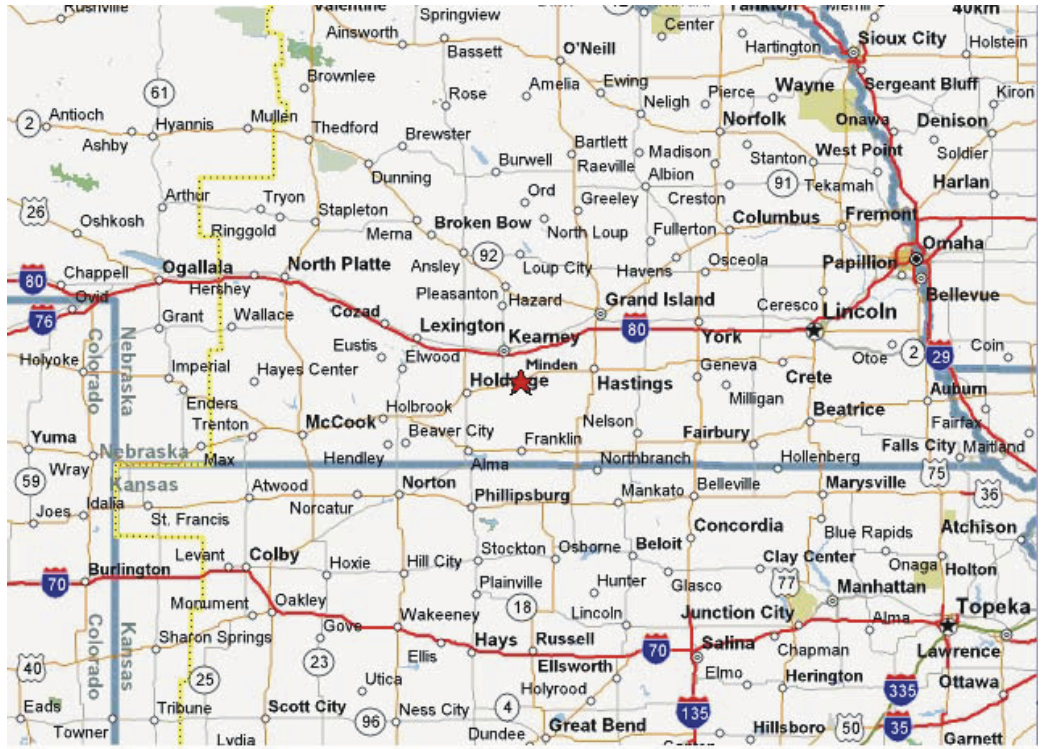 Rushville
Valentine
Springview
Center
Yankton
Merrill
40km
Ainsworth
Bassett
O'Neill
Hartington
Sioux City
Holstein
Brownlee
Rose
Amelia
Ewing
Wayne
Sergeant Bluff
61
Pierce
Kiron
2
Antioch
Mullen
Neligh
Onawa
Denison
Hyannis
Thedford
Brewster
Bartlett
Norfolk
Ashby
Raeville
Madison
Stanton
West Point
Soldier
Burwell
Dunning
Albion
91
Tekamah
Harlan
Arthur
Tryon
Ord
Creston
26
Oshkosh
Stapleton
Greeley
Columbus
Fremont
Ringgold
Merna
Broken Bow
North Loup
Fullerton
Omaha
92
Ansley
Loup City
Havens
Osceola
Papillion
80
Chappell
Ogallala
North Platte
Hershey
Pleasanton
Hazard
Grand Island
Ceresco
Bellevue
Ovid
76
Cozad
Lincoln
Grant
Wallace
Lexington
Kearney
80
York
Colorado
Nebraska
Eustis
Elwood
Otoe
2
29
Coin
Holyoke
Minden
Imperial
Hayes Center
Holdrege
Hastings
Geneva
Crete
Enders
Milligan
Auburn
Holbrook
Trenton
McCook
Beaver City
Nelson
Beatrice
Fairfax
Yuma
Franklin
Fairbury
Nebraska
Max
Hendley
Alma
Northbranch
Hollenberg
Falls City
Maitland
Wray
59
Kansas
75
Atwood
Norton
Phillipsburg
Mankato
Belleville
Marysville
36
Idalia
Joes
St. Francis
Norcatur
Concordia
Atchison
Blue Rapids
Levant
Colby
Stockton
Osborne
Beloit
Clay Center
Onaga
Holton
Hoxie
Hill City
70
Burlington
Plainville
Hunter
Glasco
77
Manhattan
Monument
Oakley
18
Lincoln
Junction City
Topeka
Wakeeney
Alma
Colorado
Kansas
Sharon Springs
Gove
Hays
Russell
70
Salina
Lawrence
23
Ellis
Chapman
40
Ellsworth
Elmo
25
Utica
Holyrood
Herington
335
Ottawa
Eads
Tribune
Scott City
96
Ness City
4
135
Towner
Dundee
Great Bend
Hillsboro
50
35
Garnett
Lydia